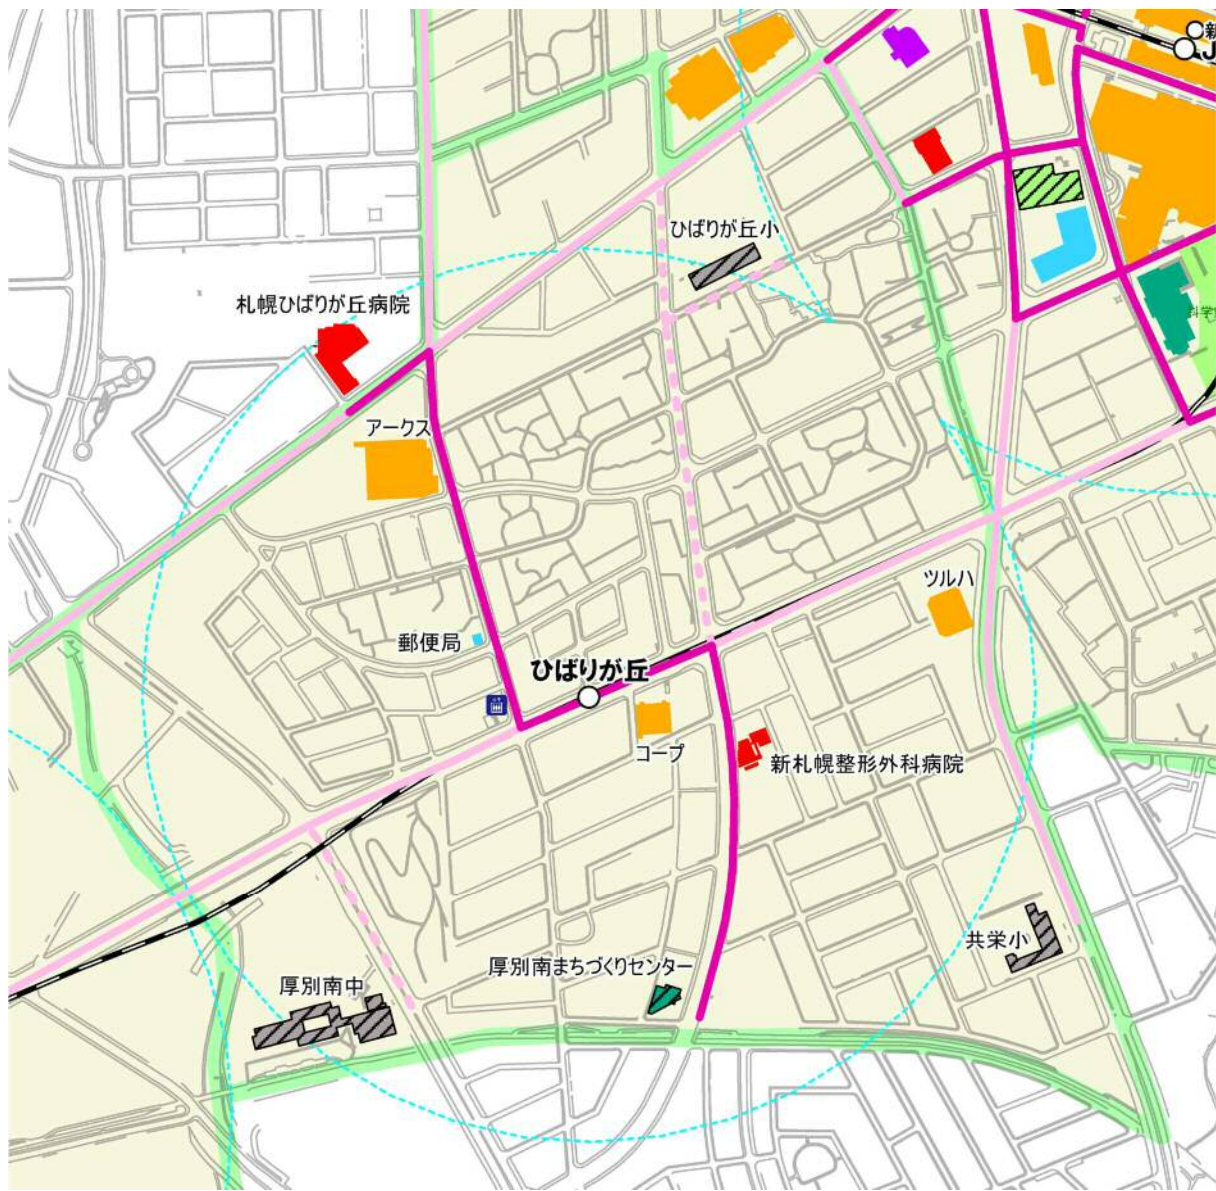 新
J
ひばりが丘小
札幌ひばりが丘病院
科学
アークス
ツルハ
郵便局
ひばりが丘
コープ
新札幌整形外科病院
共栄小
厚別南まちづくりセンター
厚別南中